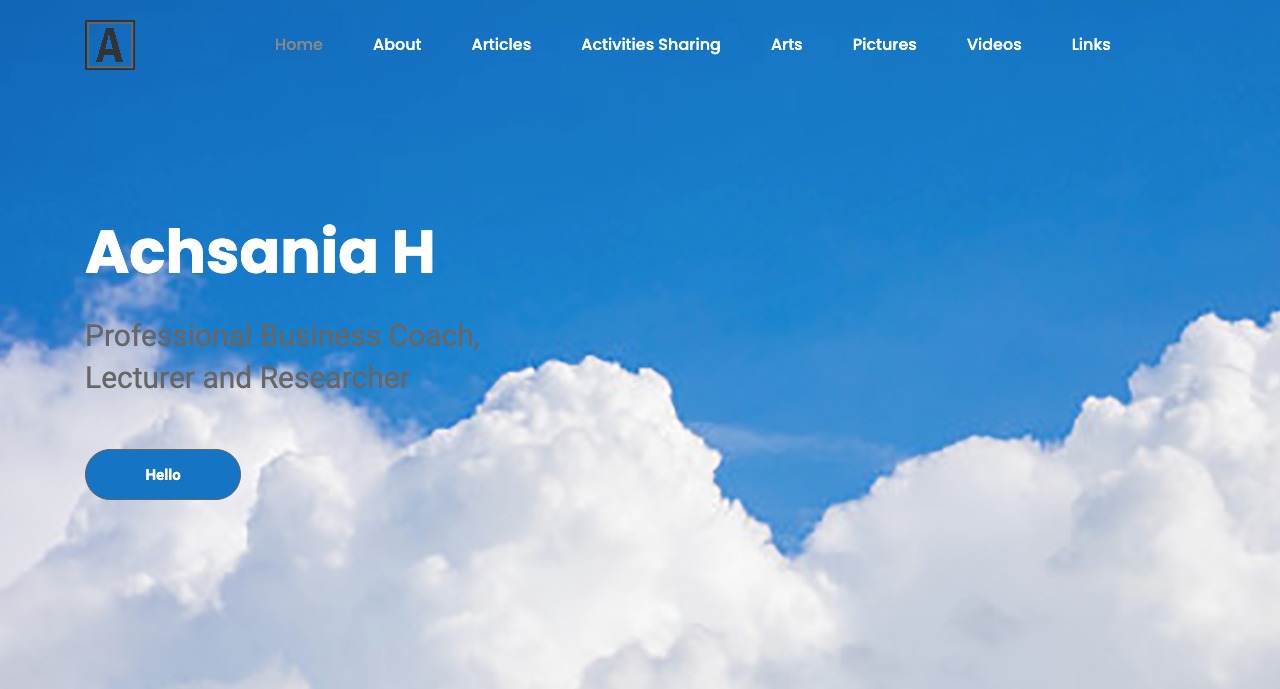 A
Home
About
Articles
Activities Sharing
Arts
Pictures
Videos
Links
Achsania H
Professional Business Coach,
Lecturer and Researcher
Hello